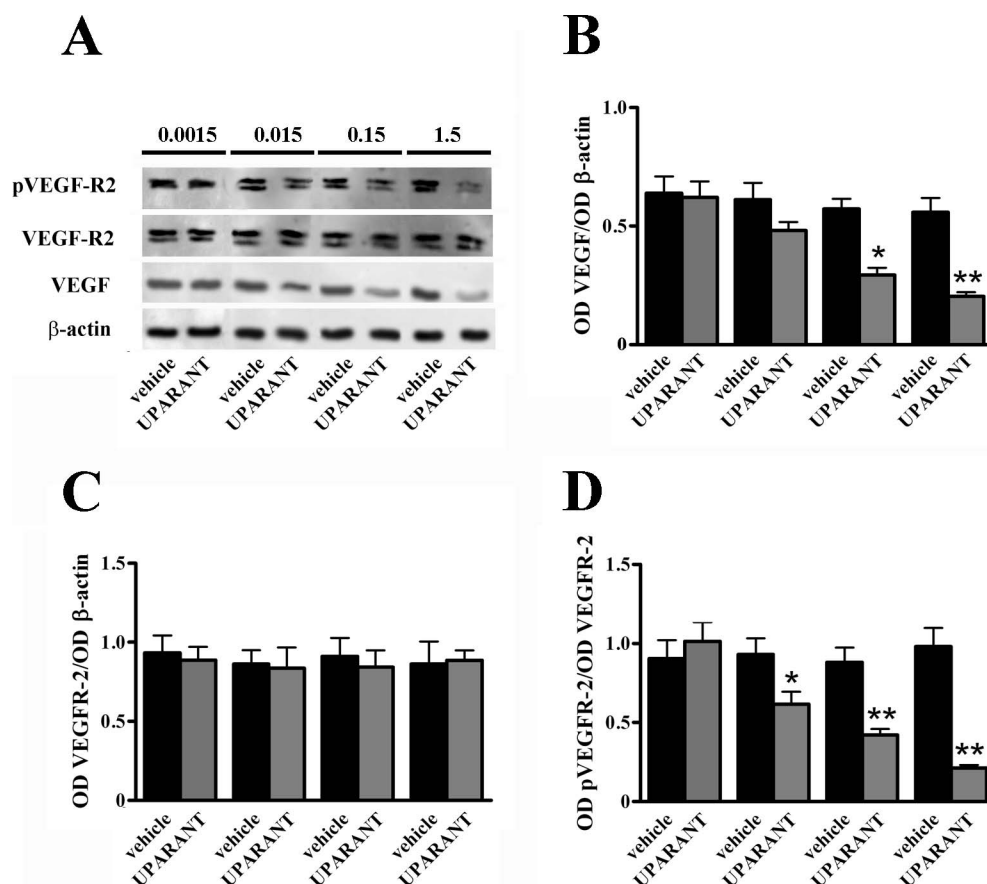 A
0.0015 0.015 0.15 1.5
pVEGF-R2
VEGF-R2
VEGF
β-actin
vehicle UPARANT vehicle UPARANT vehicle UPARANT vehicle UPARANT
B
OD VEGF/OD β-actin
1.0
0.5
0
*
**
vehicle UPARANT vehicle UPARANT vehicle UPARANT vehicle UPARANT
C
OD VEGFR-2/OD β-actin
1.5
1.0
0.5
0
vehicle UPARANT vehicle UPARANT vehicle UPARANT vehicle UPARANT
D
OD pVEGFR-2/OD VEGFR-2
1.5
1.0
0.5
0
*
**
**
vehicle UPARANT vehicle UPARANT vehicle UPARANT vehicle UPARANT